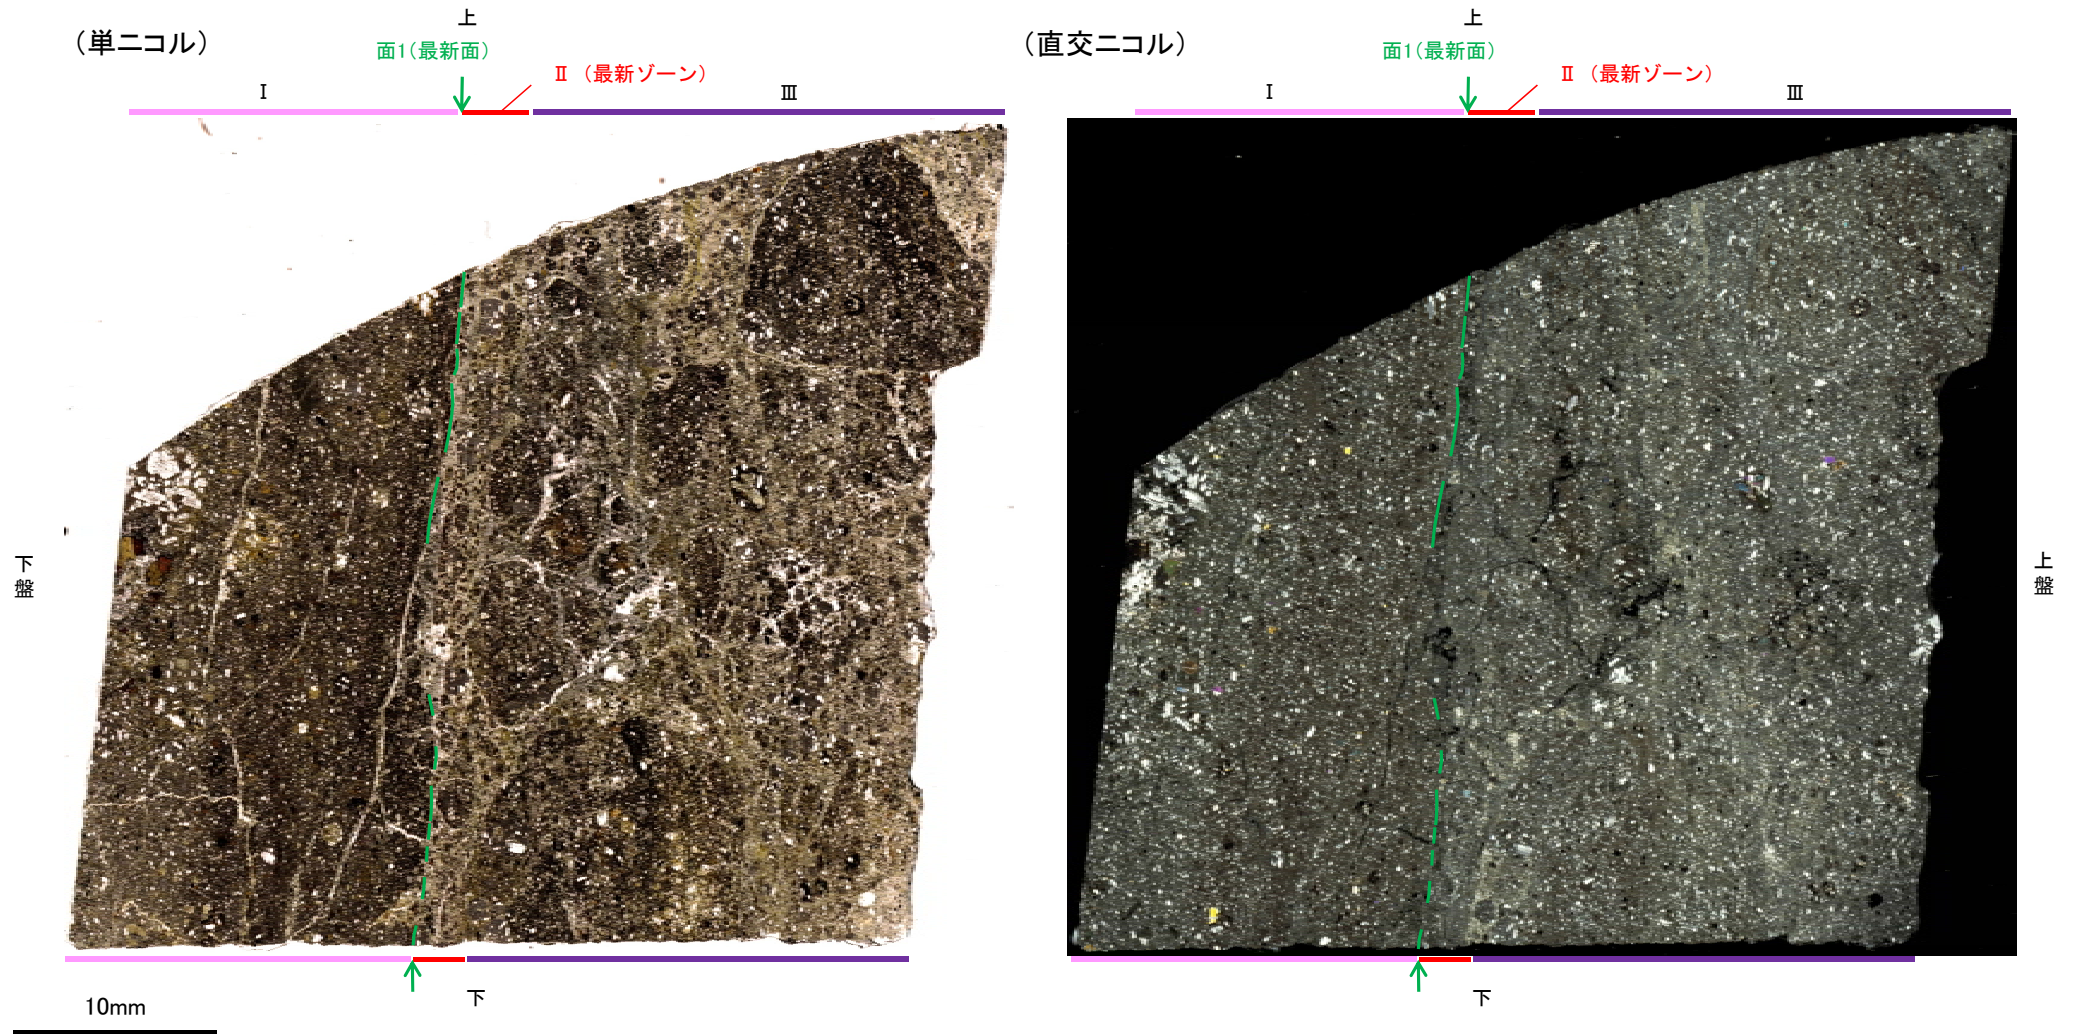 (単ニコル)
上
面1(最新面)
Ⅱ (最新ゾーン)
Ⅰ
Ⅲ
下盤
下
10mm
(直交ニコル)
上
面1(最新面)
Ⅱ (最新ゾーン)
Ⅰ
Ⅲ
上盤
下